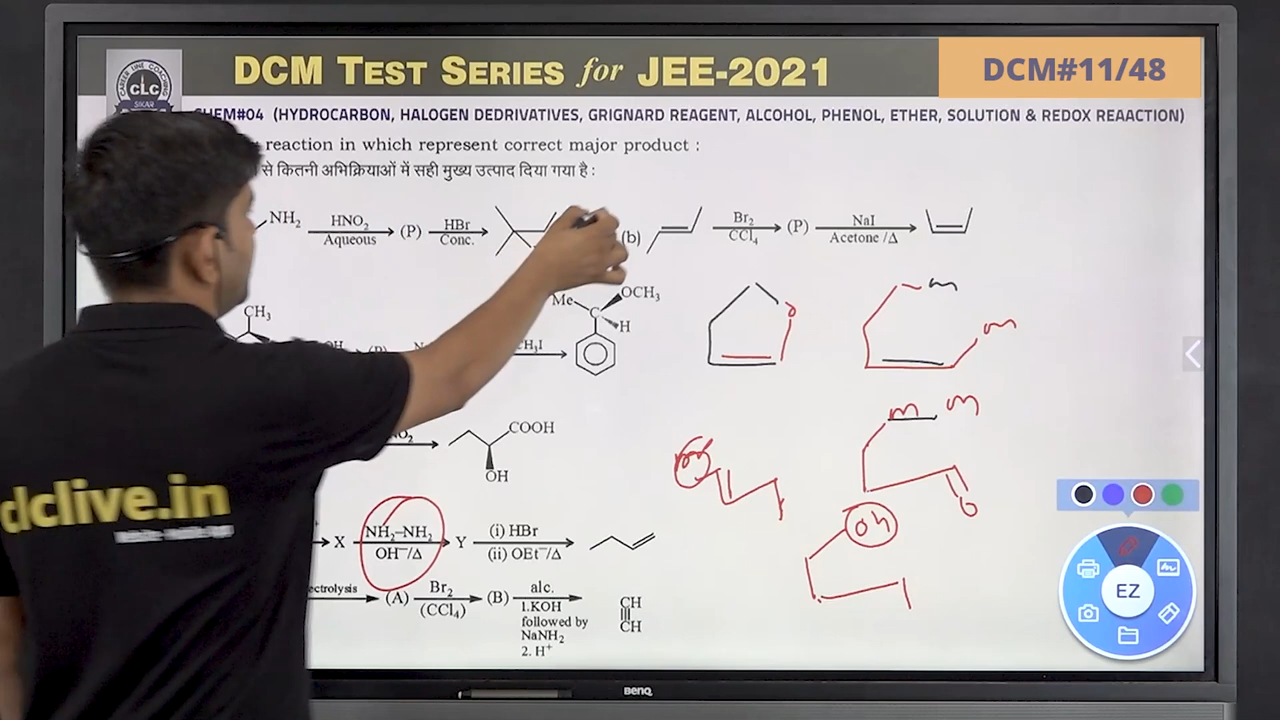 DCM TEST SERIES for JEE-2021
DCM#11/48
CLC
SIKAR
CHEM#04 (HYDROCARBON, HALOGEN DEDRIVATIVES, GRIGNARD REAGENT, ALCOHOL, PHENOL, ETHER, SOLUTION & REDOX REAACTION)
reaction in which represent correct major product :
से कितनी अभिक्रियाओं में सही मुख्य उत्पाद दिया गया है :
NH₂ HNO₂ Aqueous (P) HBr Conc.
(b) Br₂ CCl₄ (P) NaI Acetone /Δ
CH₃ (P) CH₃I Me C OCH₃ H
COOH
OH
X NH₂–NH₂ OH⁻/Δ Y (i) HBr (ii) OEt⁻/Δ
(A) Br₂ (CCl₄) (B) alc. 1.KOH followed by NaNH₂ 2. H⁺ CH CH
oh
dclive.in
EZ
BenQ